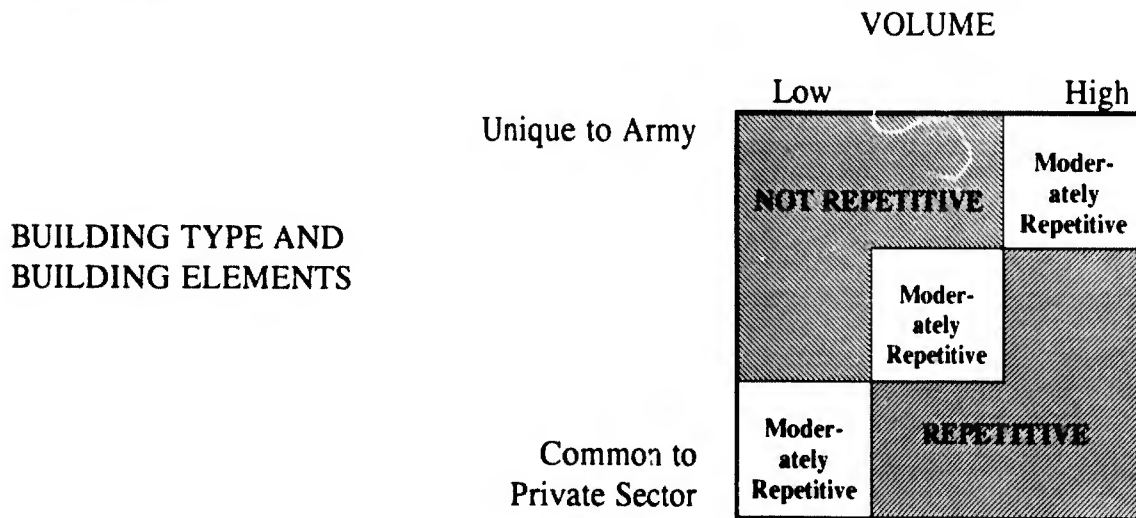 VOLUME
Low High
Unique to Army
Moder-
ately
Repetitive
NOT REPETITIVE
BUILDING TYPE AND
BUILDING ELEMENTS
Moder-
ately
Repetitive
Common to
Private Sector
Moder-
ately
Repetitive
REPETITIVE